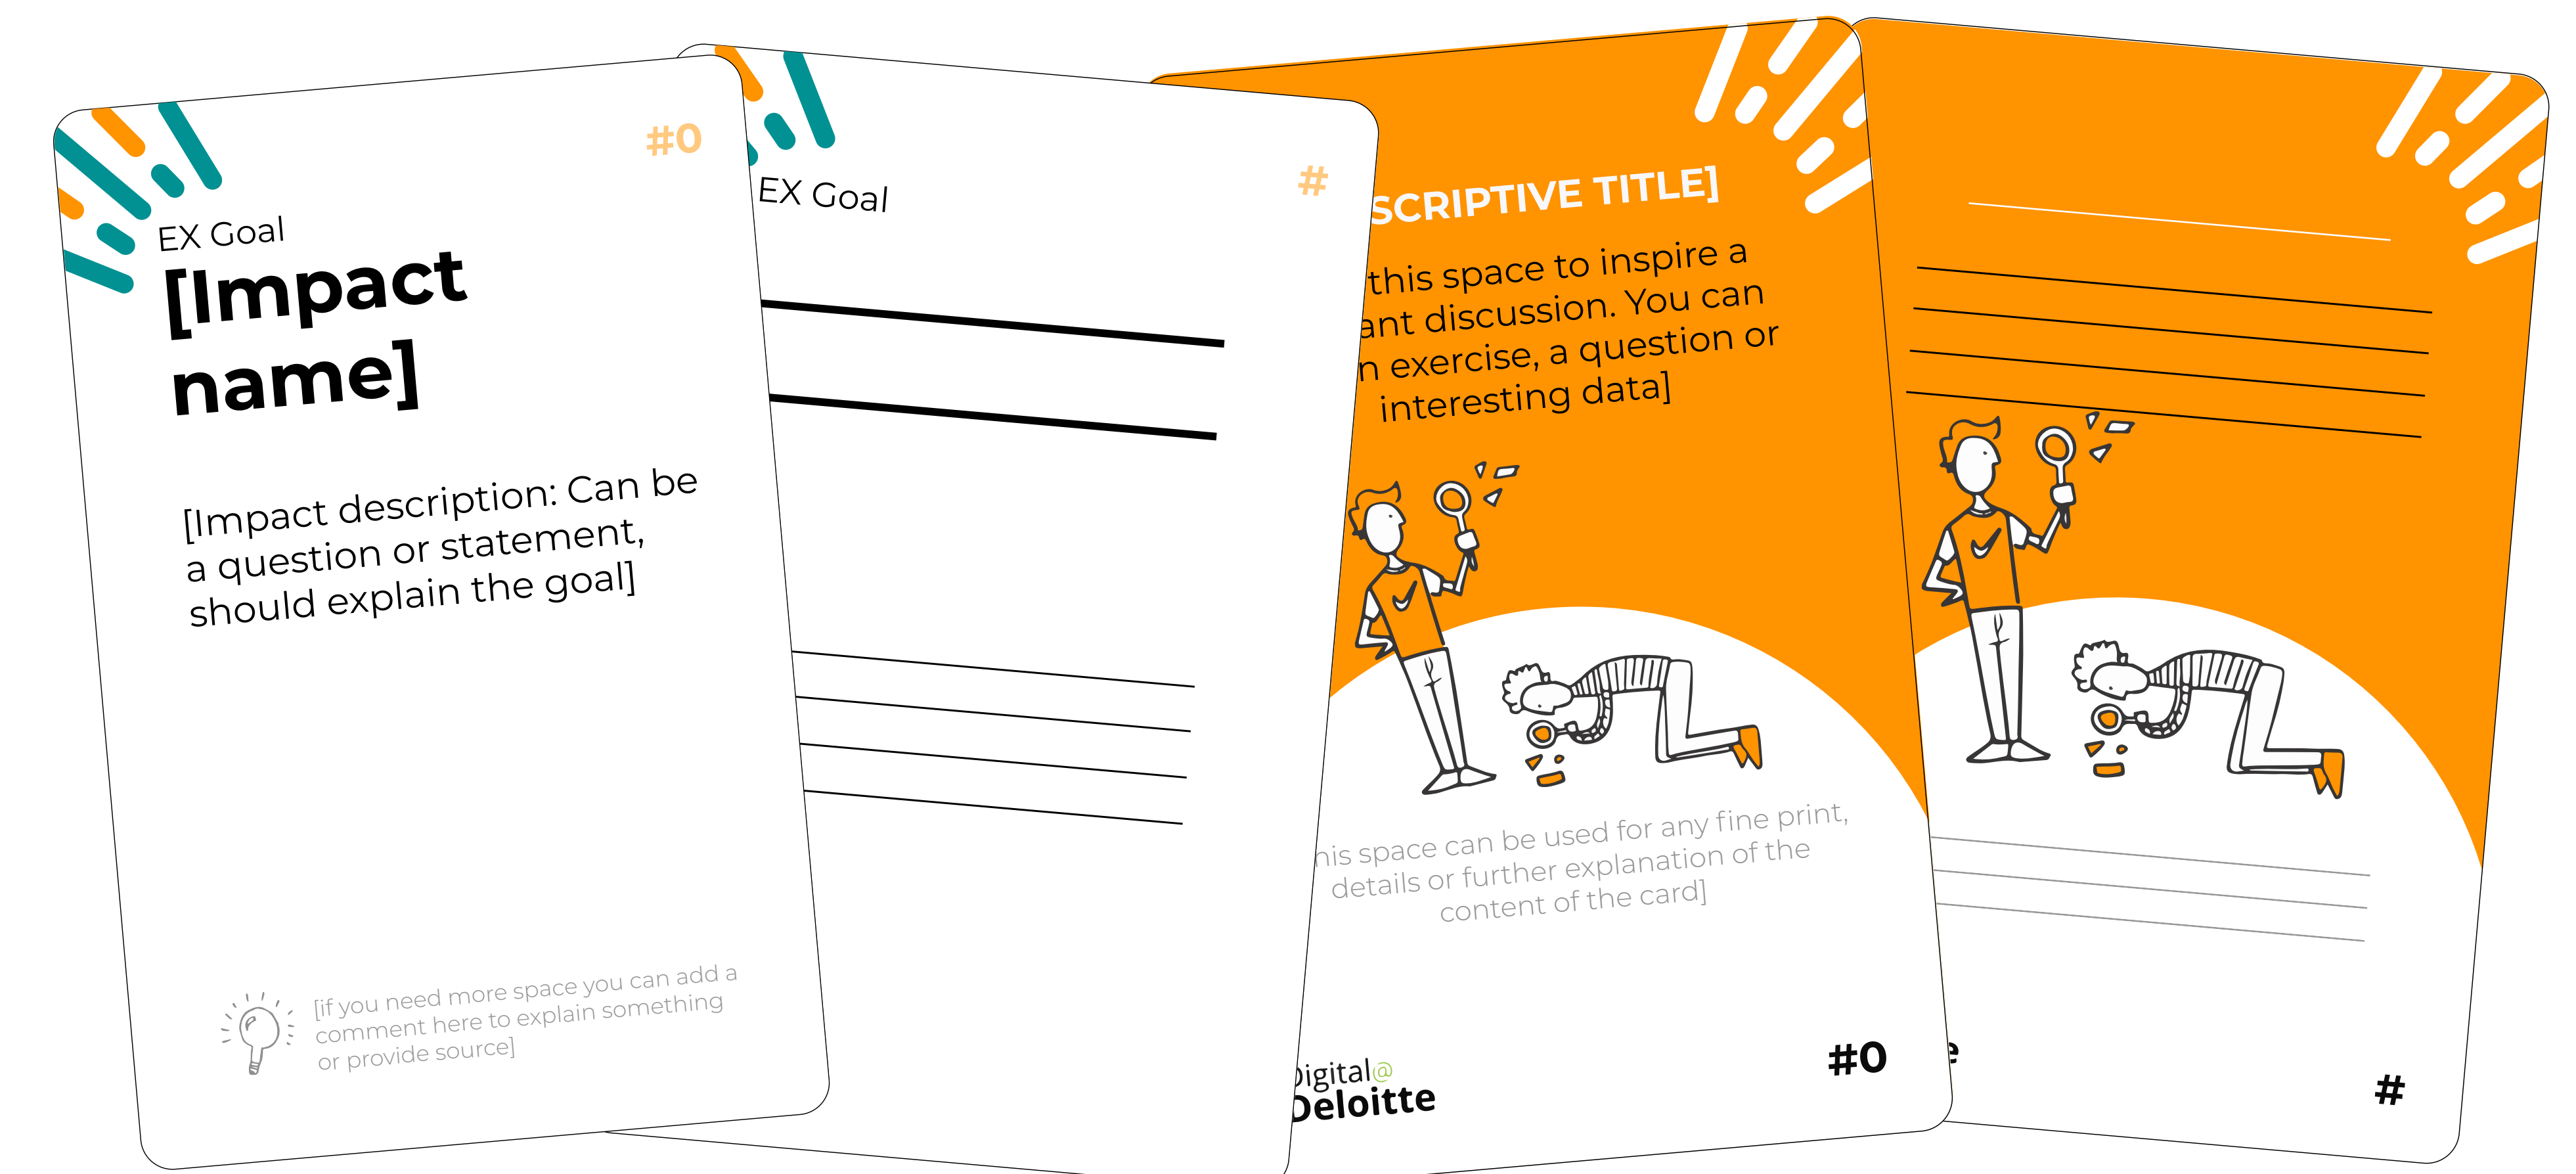 #0
EX Goal
[Impact
name]
[Impact description: Can be
a question or statement,
should explain the goal]
[if you need more space you can add a
comment here to explain something
or provide source]
#
EX Goal
SCRIPTIVE TITLE]
this space to inspire a
ant discussion. You can
n exercise, a question or
interesting data]
his space can be used for any fine print,
details or further explanation of the
content of the card]
Digital@
Deloitte
#0
e
#